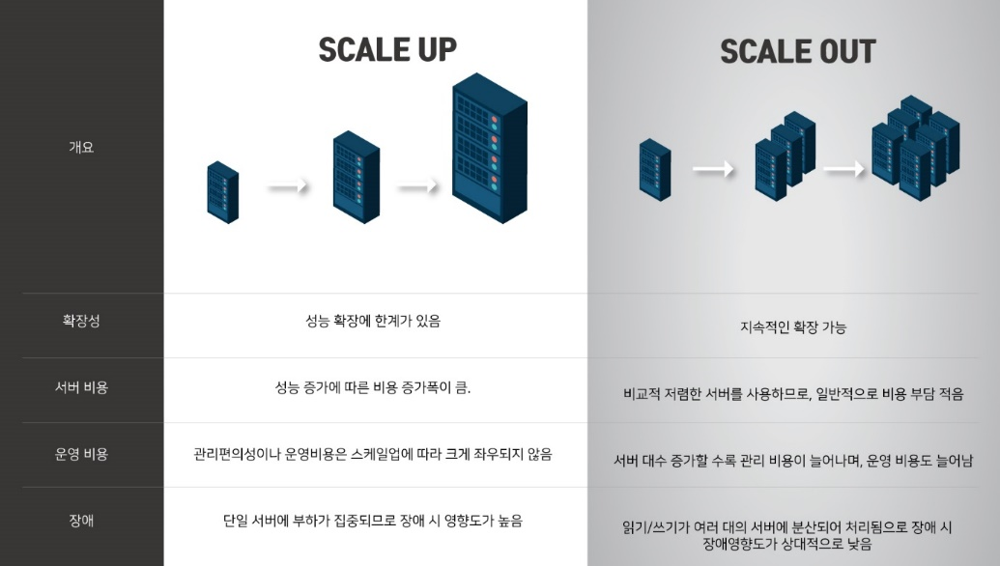 SCALE UP
SCALE OUT
개요
확장성
성능 확장에 한계가 있음
지속적인 확장 가능
서버 비용
성능 증가에 따른 비용 증가폭이 큼.
비교적 저렴한 서버를 사용하므로, 일반적으로 비용 부담 적음
운영 비용
관리편의성이나 운영비용은 스케일업에 따라 크게 좌우되지 않음
서버 대수 증가할 수록 관리 비용이 늘어나며, 운영 비용도 늘어남
장애
단일 서버에 부하가 집중되므로 장애 시 영향도가 높음
읽기/쓰기가 여러 대의 서버에 분산되어 처리됨으로 장애 시
장애영향도가 상대적으로 낮음